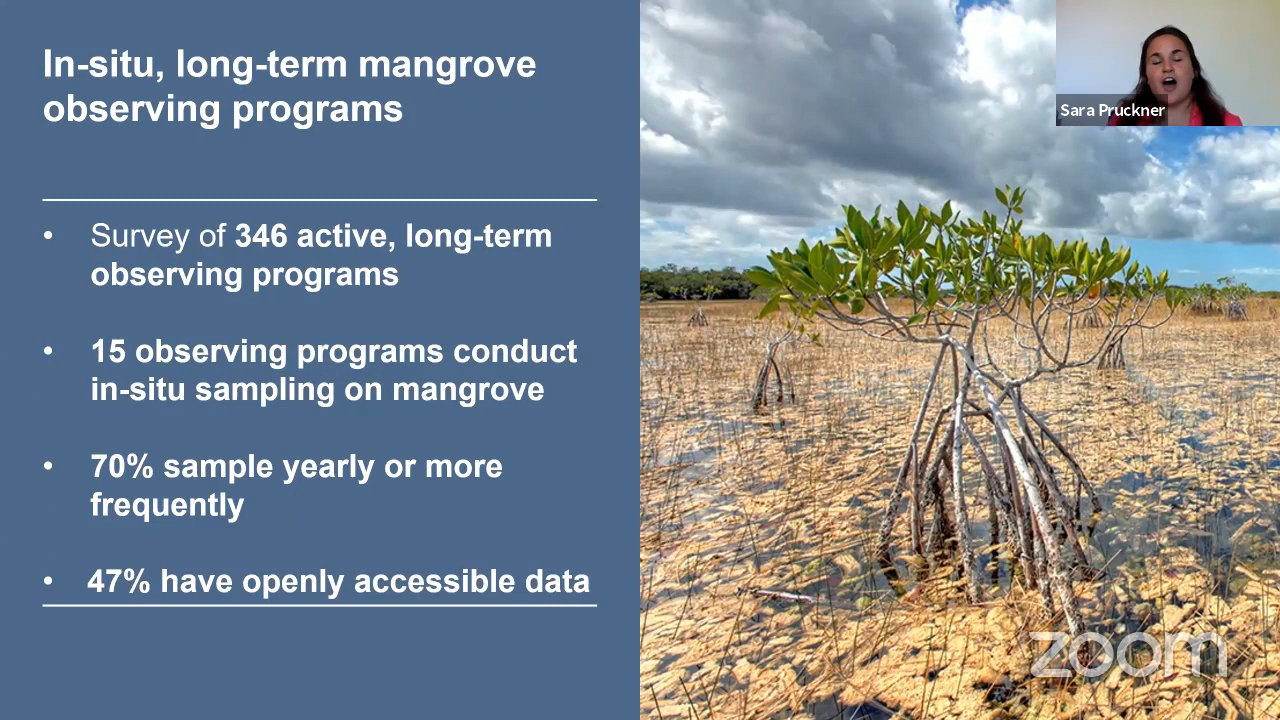 In-situ, long-term mangrove
observing programs
Sara Pruckner
• Survey of 346 active, long-term
observing programs
• 15 observing programs conduct
in-situ sampling on mangrove
• 70% sample yearly or more
frequently
• 47% have openly accessible data
zoom